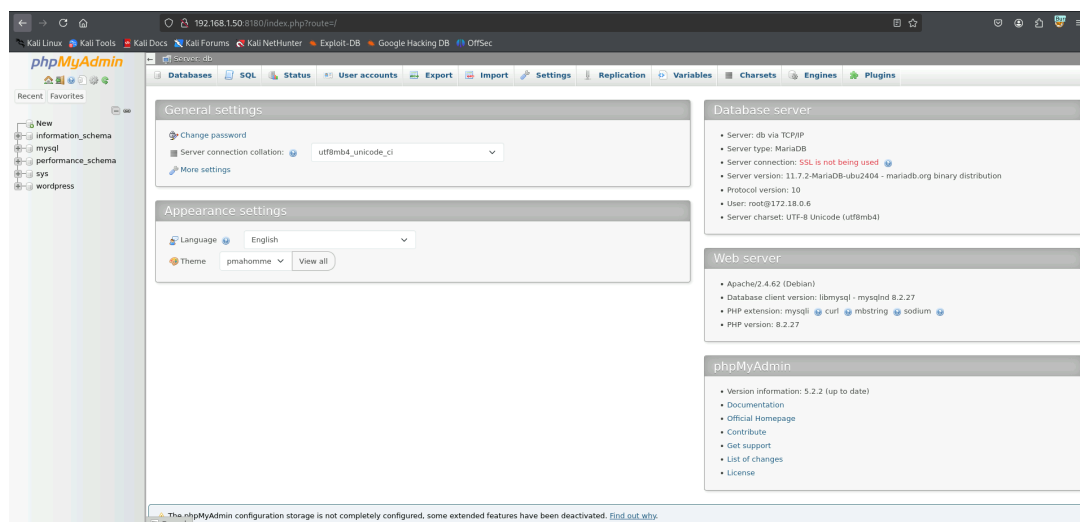 192.168.1.50:8180/index.php?route=/
Kali Linux Kali Tools Kali Docs Kali Forums Kali NetHunter Exploit-DB Google Hacking DB OffSec
phpMyAdmin
Recent Favorites
New
information_schema
mysql
performance_schema
sys
wordpress
Server: db
Databases SQL Status User accounts Export Import Settings Replication Variables Charsets Engines Plugins
General settings
Change password
Server connection collation: utf8mb4_unicode_ci
More settings
Appearance settings
Language English
Theme pmahomme View all
Database server
• Server: db via TCP/IP
• Server type: MariaDB
• Server connection: SSL is not being used
• Server version: 11.7.2-MariaDB-ubu2404 - mariadb.org binary distribution
• Protocol version: 10
• User: root@172.18.0.6
• Server charset: UTF-8 Unicode (utf8mb4)
Web server
• Apache/2.4.62 (Debian)
• Database client version: libmysql - mysqlnd 8.2.27
• PHP extension: mysqli curl mbstring sodium
• PHP version: 8.2.27
phpMyAdmin
• Version information: 5.2.2 (up to date)
• Documentation
• Official Homepage
• Contribute
• Get support
• List of changes
• License
The phpMyAdmin configuration storage is not completely configured, some extended features have been deactivated. Find out why.